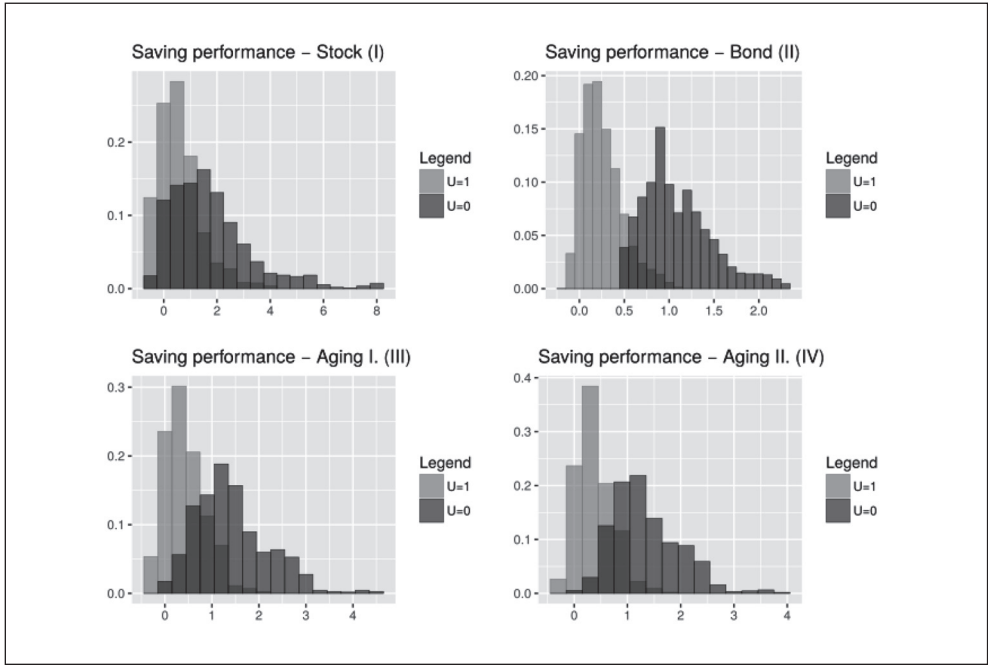 Saving performance – Stock (I)
0.2
0.1
0.0
0 2 4 6 8
Legend
U=1
U=0
Saving performance – Bond (II)
0.20
0.15
0.10
0.05
0.00
0.0 0.5 1.0 1.5 2.0
Legend
U=1
U=0
Saving performance – Aging I. (III)
0.3
0.2
0.1
0.0
0 1 2 3 4
Legend
U=1
U=0
Saving performance – Aging II. (IV)
0.4
0.3
0.2
0.1
0.0
0 1 2 3 4
Legend
U=1
U=0